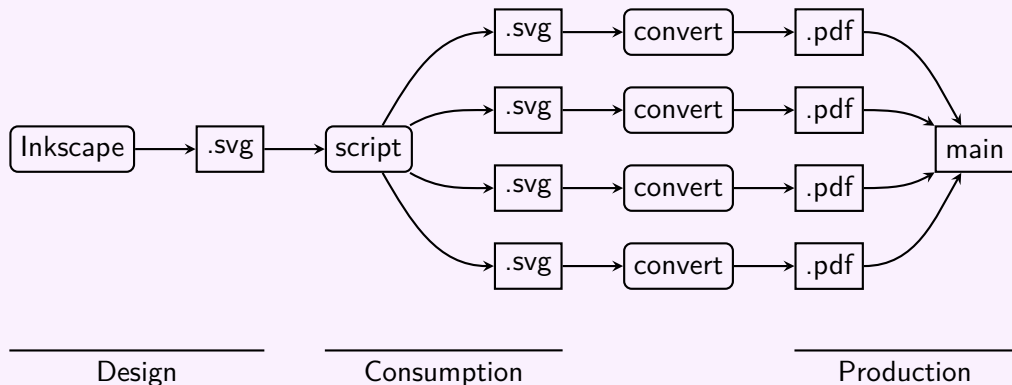 .svg convert .pdf
.svg convert .pdf
Inkscape .svg script main
.svg convert .pdf
.svg convert .pdf
Design Consumption Production